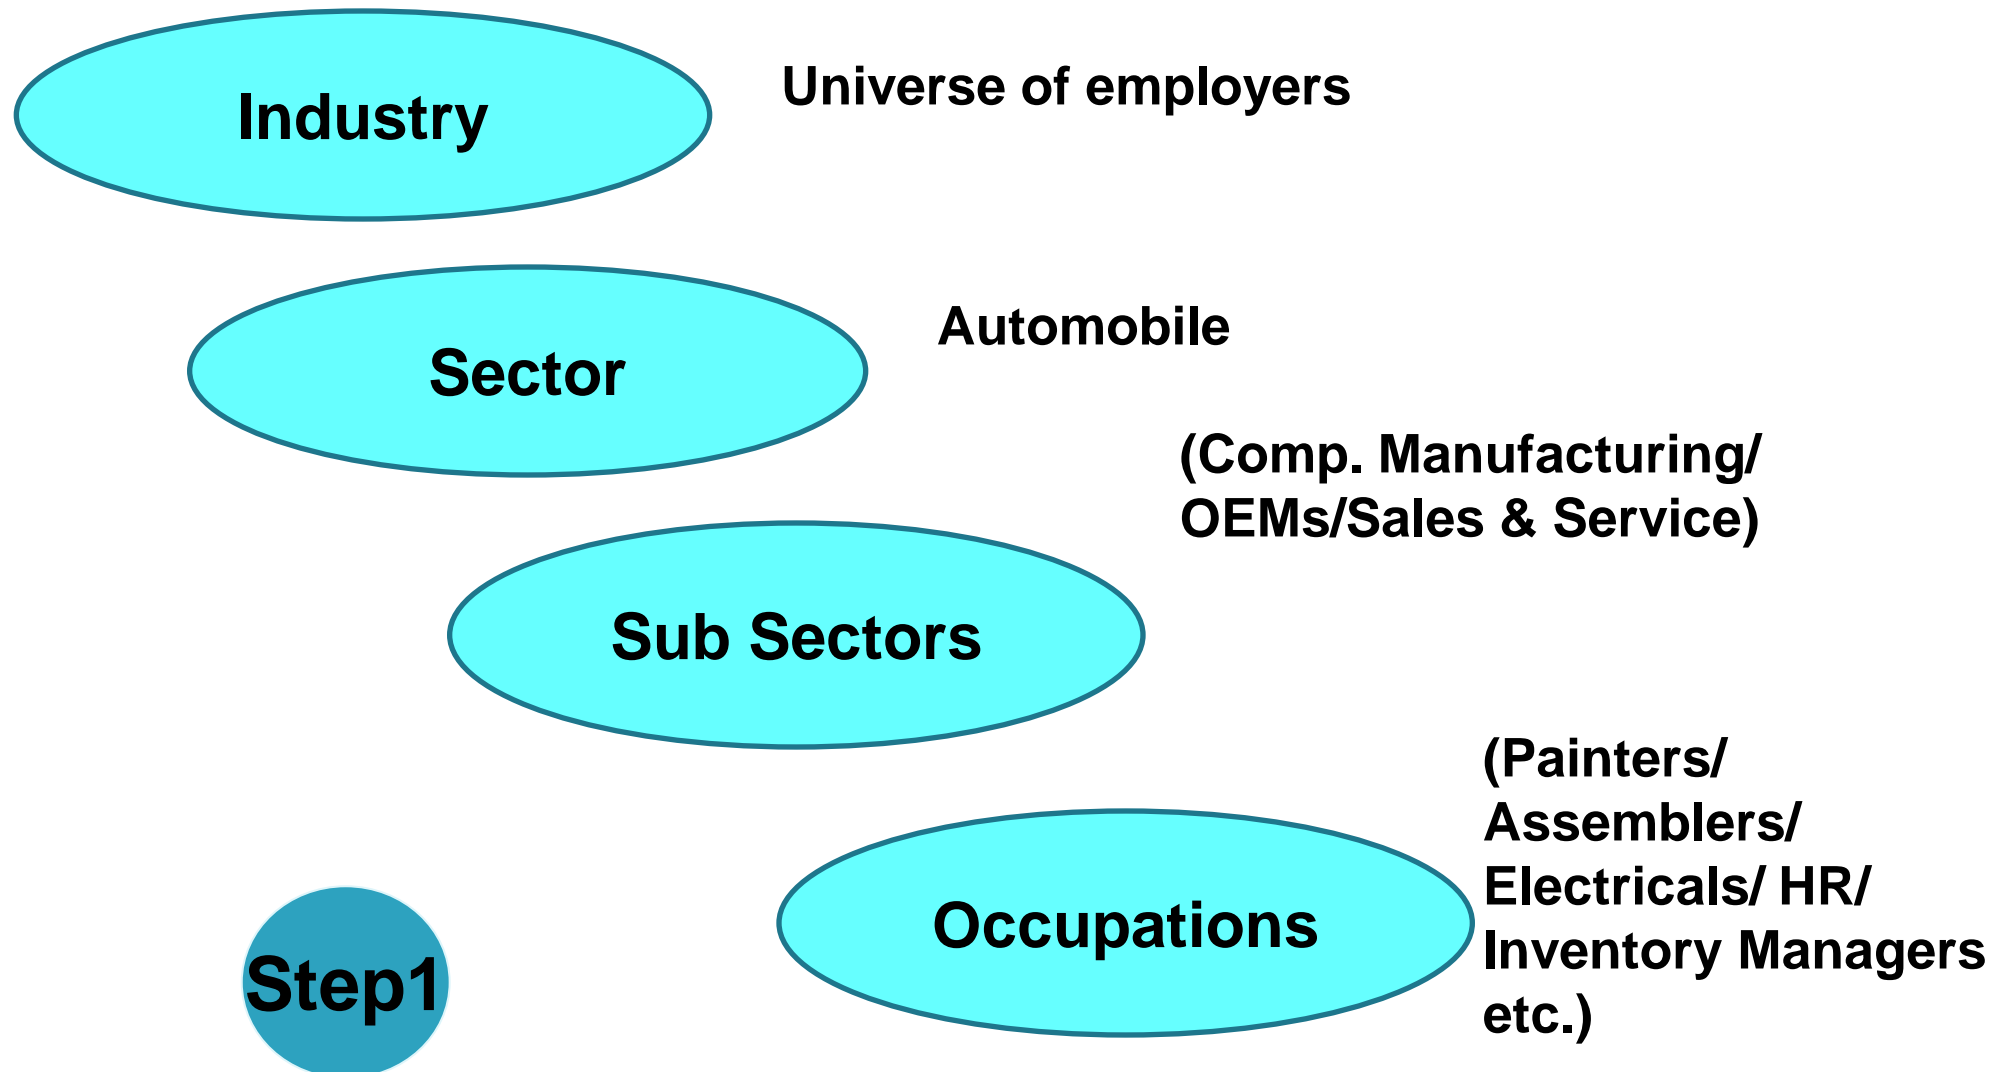 Industry
Universe of employers
Sector
Automobile
(Comp. Manufacturing/
OEMs/Sales & Service)
Sub Sectors
(Painters/
Assemblers/
Electricals/ HR/
Inventory Managers
etc.)
Occupations
Step1